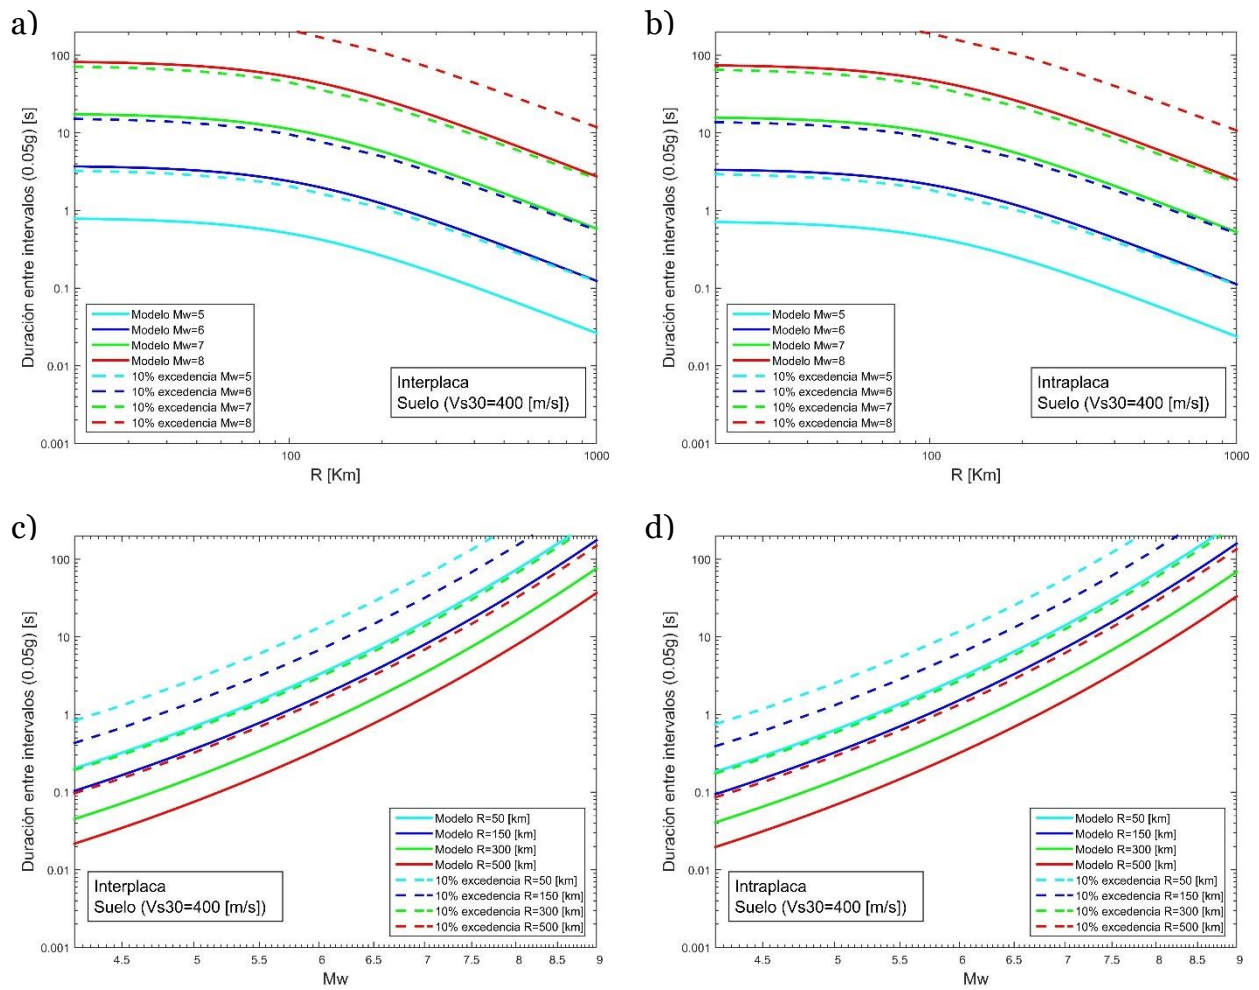 a)
Duración entre intervalos (0.05g) [s]
100
10
1
0.1
0.01
0.001
Modelo Mw=5
Modelo Mw=6
Modelo Mw=7
Modelo Mw=8
10% excedencia Mw=5
10% excedencia Mw=6
10% excedencia Mw=7
10% excedencia Mw=8
Interplaca
Suelo (Vs30=400 [m/s])
100
1000
R [Km]
b)
Duración entre intervalos (0.05g) [s]
100
10
1
0.1
0.01
0.001
Modelo Mw=5
Modelo Mw=6
Modelo Mw=7
Modelo Mw=8
10% excedencia Mw=5
10% excedencia Mw=6
10% excedencia Mw=7
10% excedencia Mw=8
Intraplaca
Suelo (Vs30=400 [m/s])
100
1000
R [Km]
c)
Duración entre intervalos (0.05g) [s]
100
10
1
0.1
0.01
0.001
Modelo R=50 [km]
Modelo R=150 [km]
Modelo R=300 [km]
Modelo R=500 [km]
10% excedencia R=50 [km]
10% excedencia R=150 [km]
10% excedencia R=300 [km]
10% excedencia R=500 [km]
Interplaca
Suelo (Vs30=400 [m/s])
4.5
5
5.5
6
6.5
7
7.5
8
8.5
9
Mw
d)
Duración entre intervalos (0.05g) [s]
100
10
1
0.1
0.01
0.001
Modelo R=50 [km]
Modelo R=150 [km]
Modelo R=300 [km]
Modelo R=500 [km]
10% excedencia R=50 [km]
10% excedencia R=150 [km]
10% excedencia R=300 [km]
10% excedencia R=500 [km]
Intraplaca
Suelo (Vs30=400 [m/s])
4.5
5
5.5
6
6.5
7
7.5
8
8.5
9
Mw